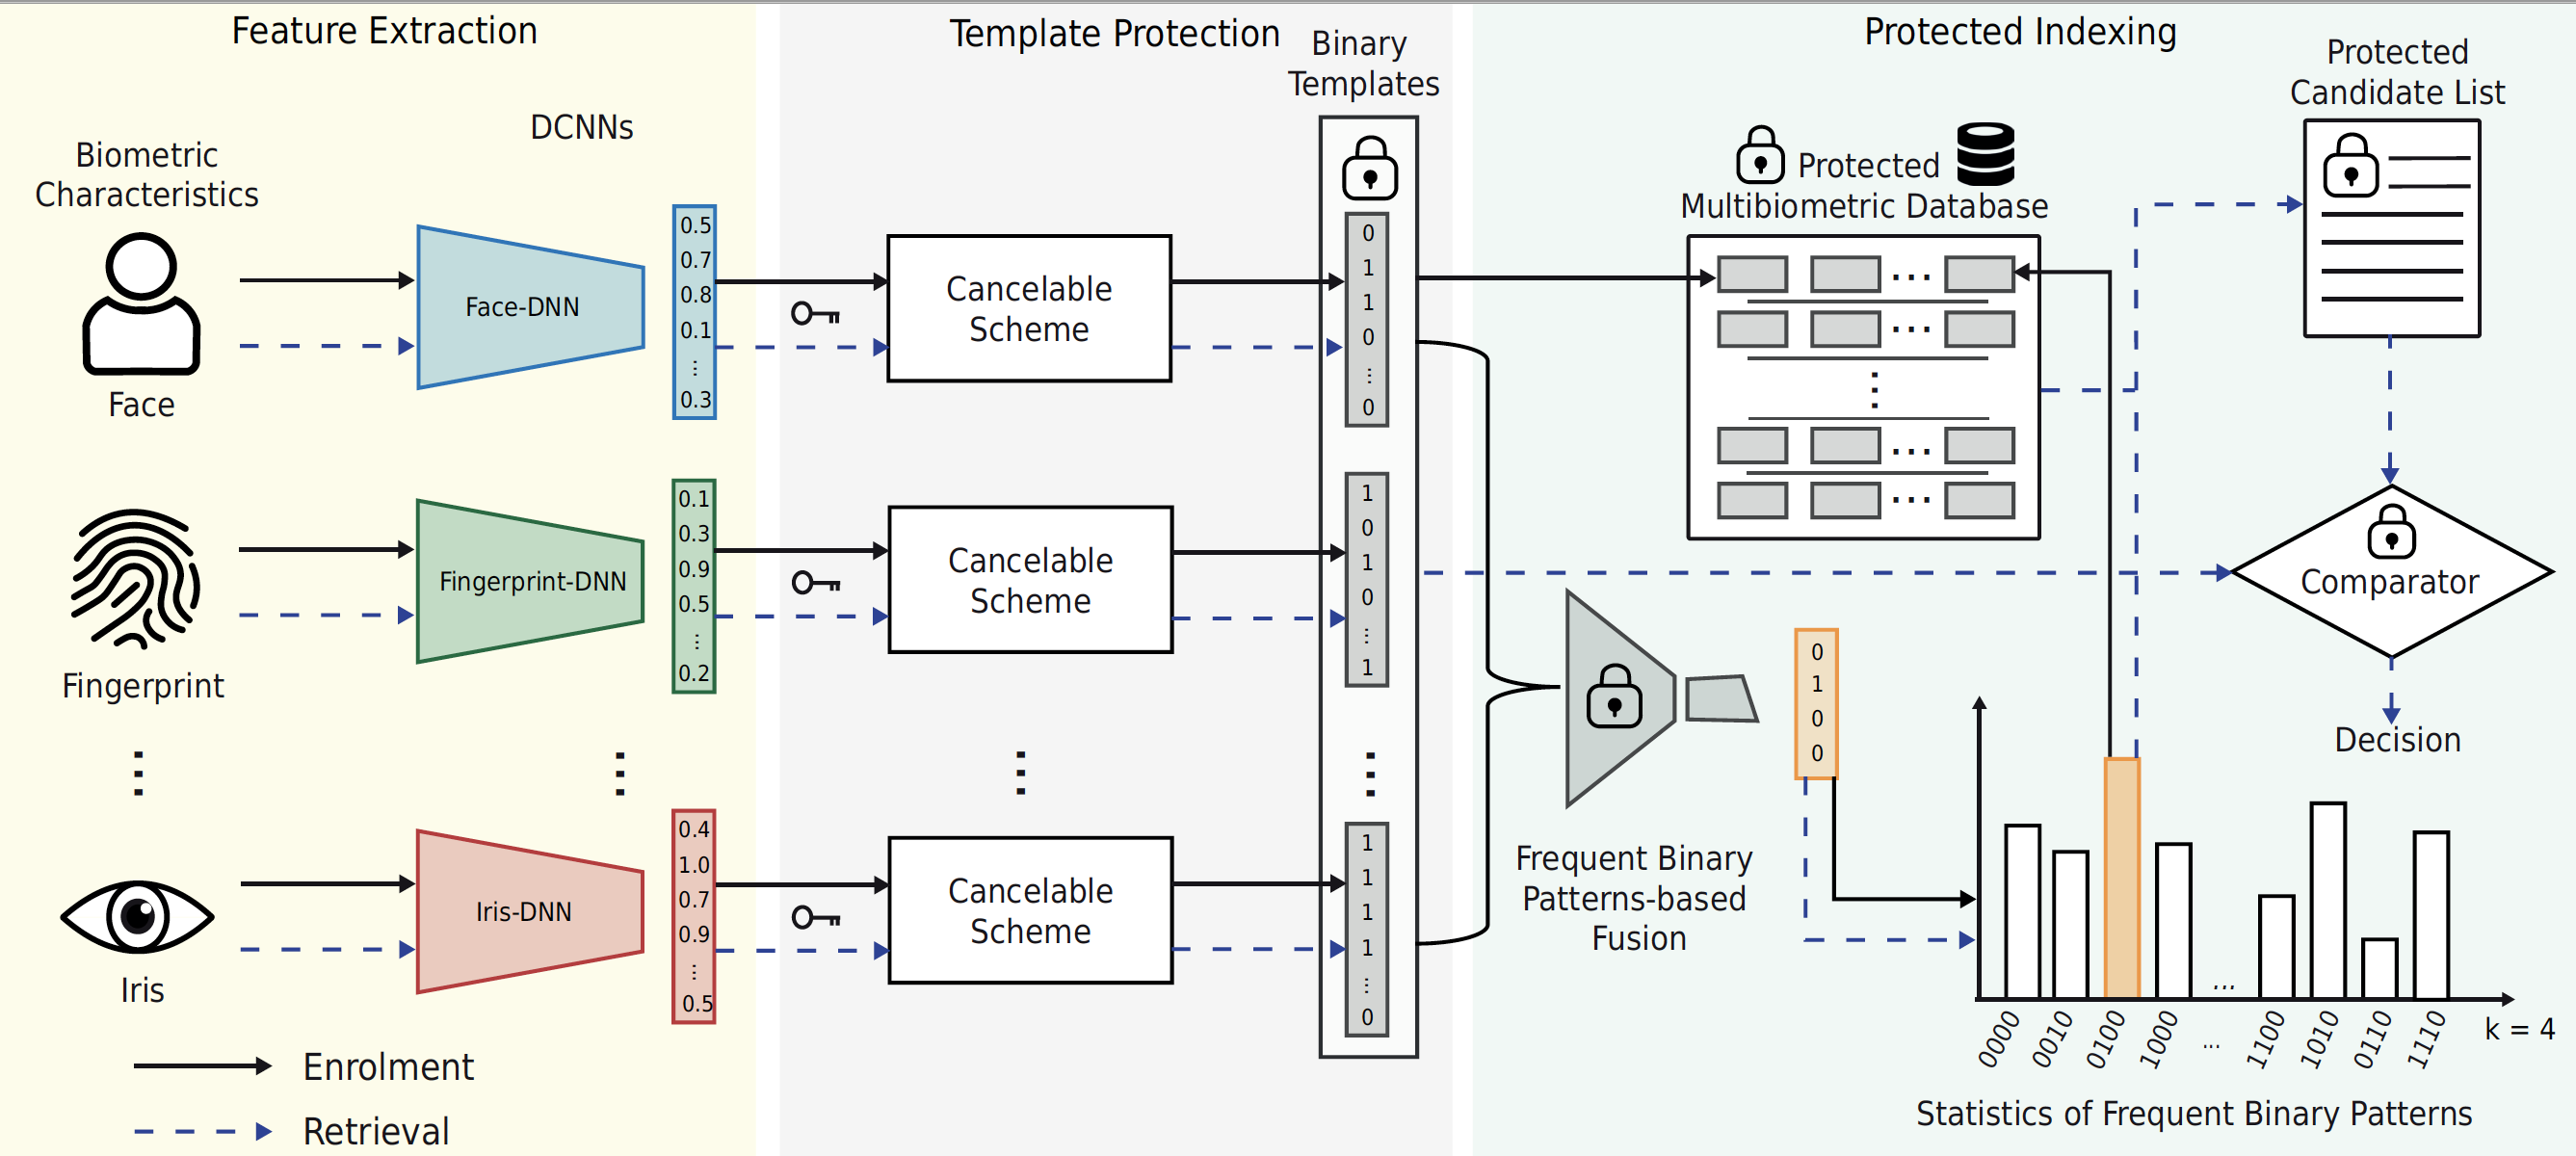 Feature Extraction
Template Protection
Protected Indexing
Biometric
Characteristics
DCNNs
Face
Face-DNN
0.5
0.7
0.8
0.1
...
0.3
Fingerprint
Fingerprint-DNN
0.1
0.3
0.9
0.5
...
0.2
Iris
Iris-DNN
0.4
1.0
0.7
0.9
...
0.5
Enrolment
Retrieval
Cancelable
Scheme
Cancelable
Scheme
Cancelable
Scheme
Binary
Templates
0
1
1
0
...
0
1
0
1
0
...
1
1
1
1
1
...
0
Protected
Multibiometric Database
Protected
Candidate List
Comparator
Decision
Frequent Binary
Patterns-based
Fusion
0
1
0
0
...
0000
0010
0100
1000
...
1100
1010
0110
1110
k = 4
Statistics of Frequent Binary Patterns